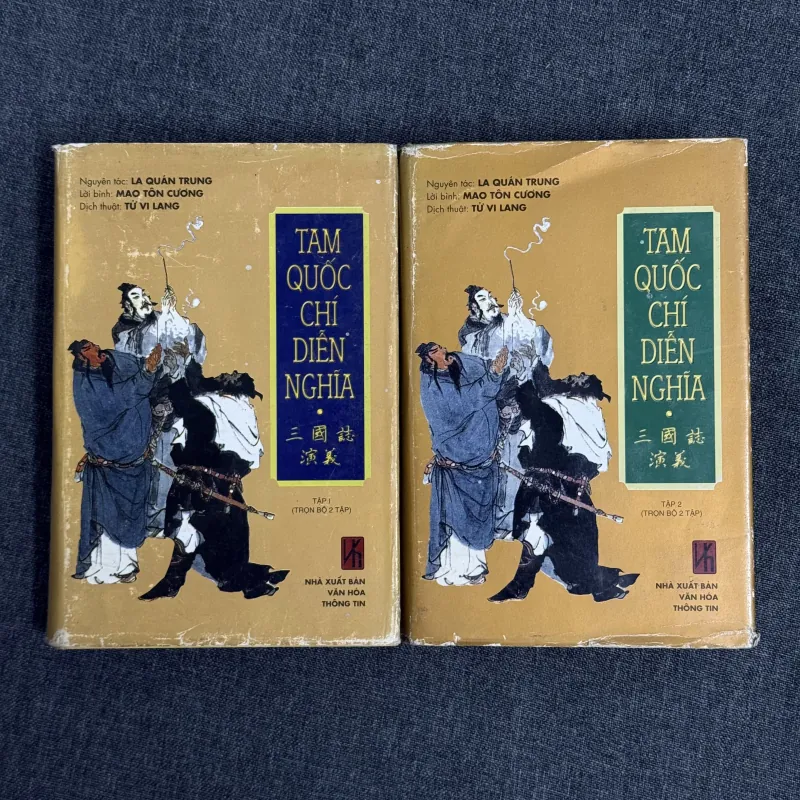 Nguyên tác: LA QUÁN TRUNG
Lời bình: MAO TÔN CƯƠNG
Dịch thuật: TỬ VI LANG
TAM
QUỐC
CHÍ
DIỄN
NGHĨA
三國誌
演義
TẬP 1
(TRỌN BỘ 2 TẬP)
NHÀ XUẤT BẢN
VĂN HÓA
THÔNG TIN
Nguyên tác: LA QUÁN TRUNG
Lời bình: MAO TÔN CƯƠNG
Dịch thuật: TỬ VI LANG
TAM
QUỐC
CHÍ
DIỄN
NGHĨA
三國誌
演義
TẬP 2
(TRỌN BỘ 2 TẬP)
NHÀ XUẤT BẢN
VĂN HÓA
THÔNG TIN